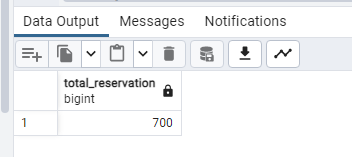 Data Output Messages Notifications
total_reservation
bigint
1 700